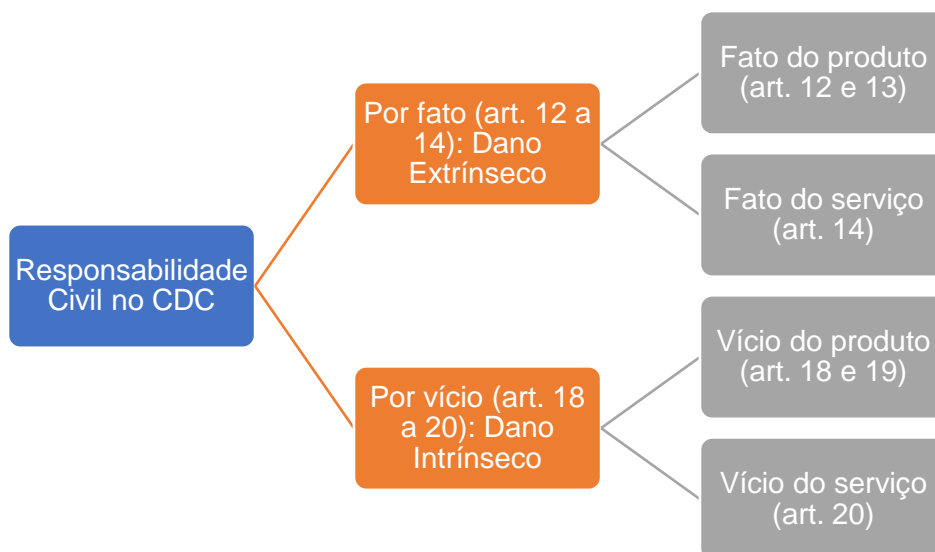 Responsabilidade
Civil no CDC
Por fato (art. 12 a
14): Dano
Extrínseco
Fato do produto
(art. 12 e 13)
Fato do serviço
(art. 14)
Por vício (art. 18
a 20): Dano
Intrínseco
Vício do produto
(art. 18 e 19)
Vício do serviço
(art. 20)